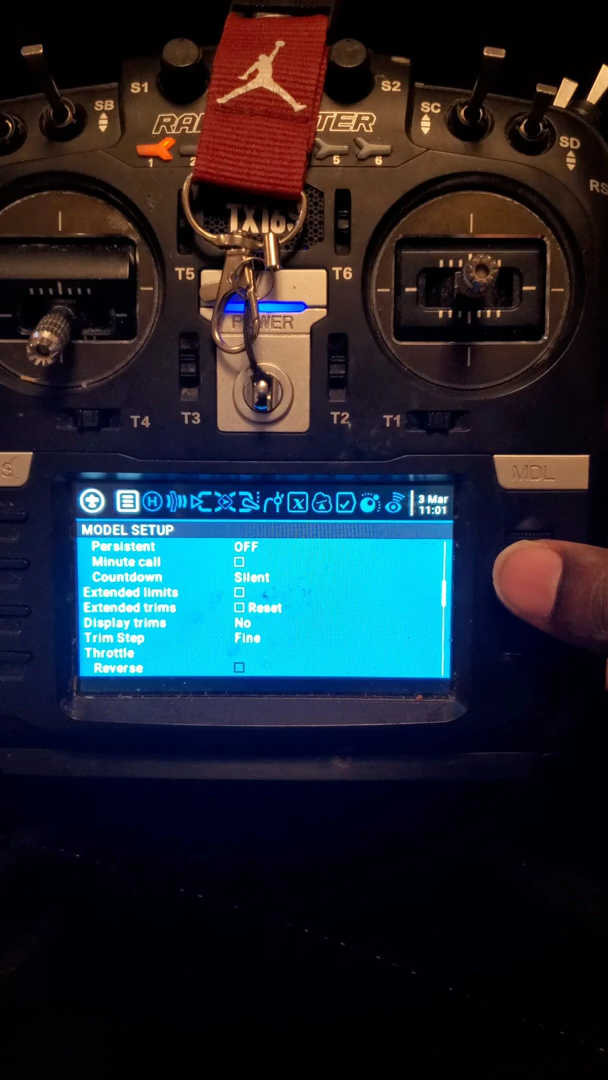 S1
S2
SB
SC
SD
RS
1
2
5
6
TX16S
T5
T6
POWER
T4
T3
T2
T1
S
MDL
H
X
3 Mar
11:01
MODEL SETUP
Persistent OFF
Minute call
Countdown Silent
Extended limits
Extended trims Reset
Display trims No
Trim Step Fine
Throttle
Reverse